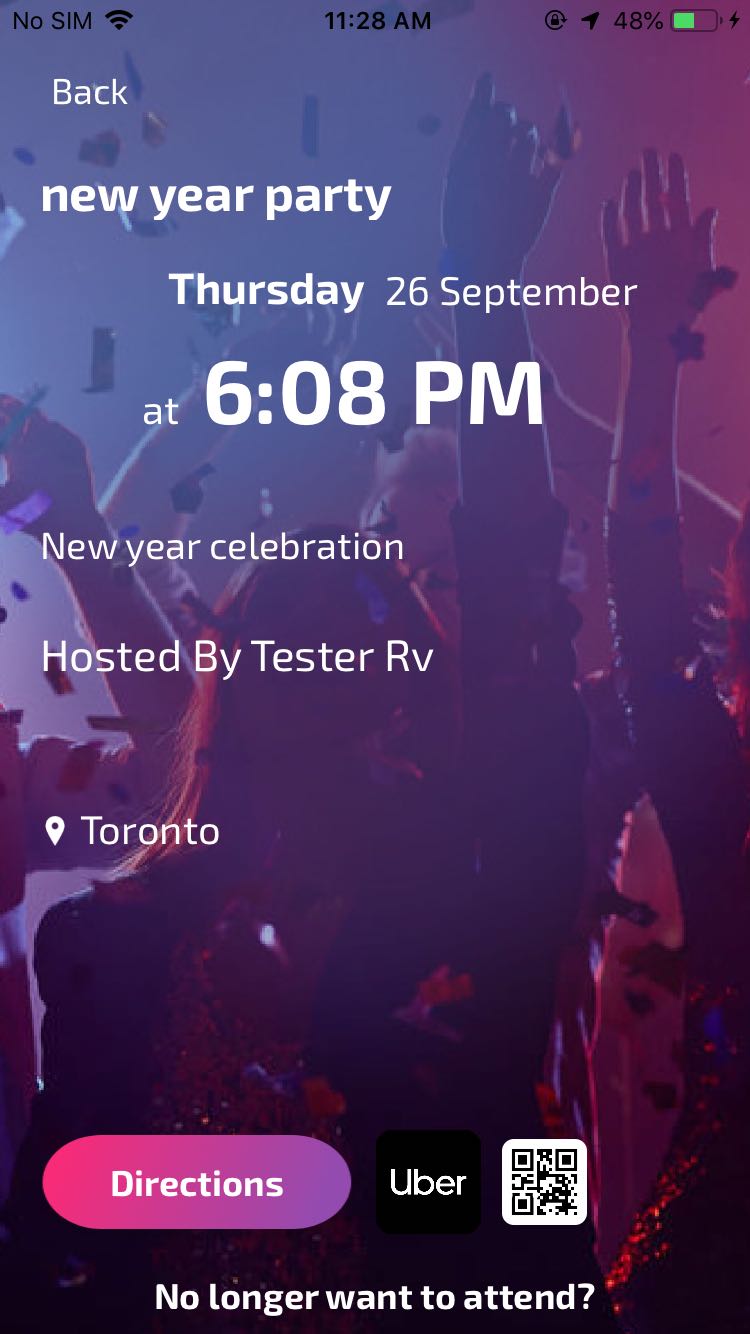 No SIM 11:28 AM 48%
Back
new year party
Thursday 26 September
at 6:08 PM
New year celebration
Hosted By Tester Rv
Toronto
Directions Uber
No longer want to attend?